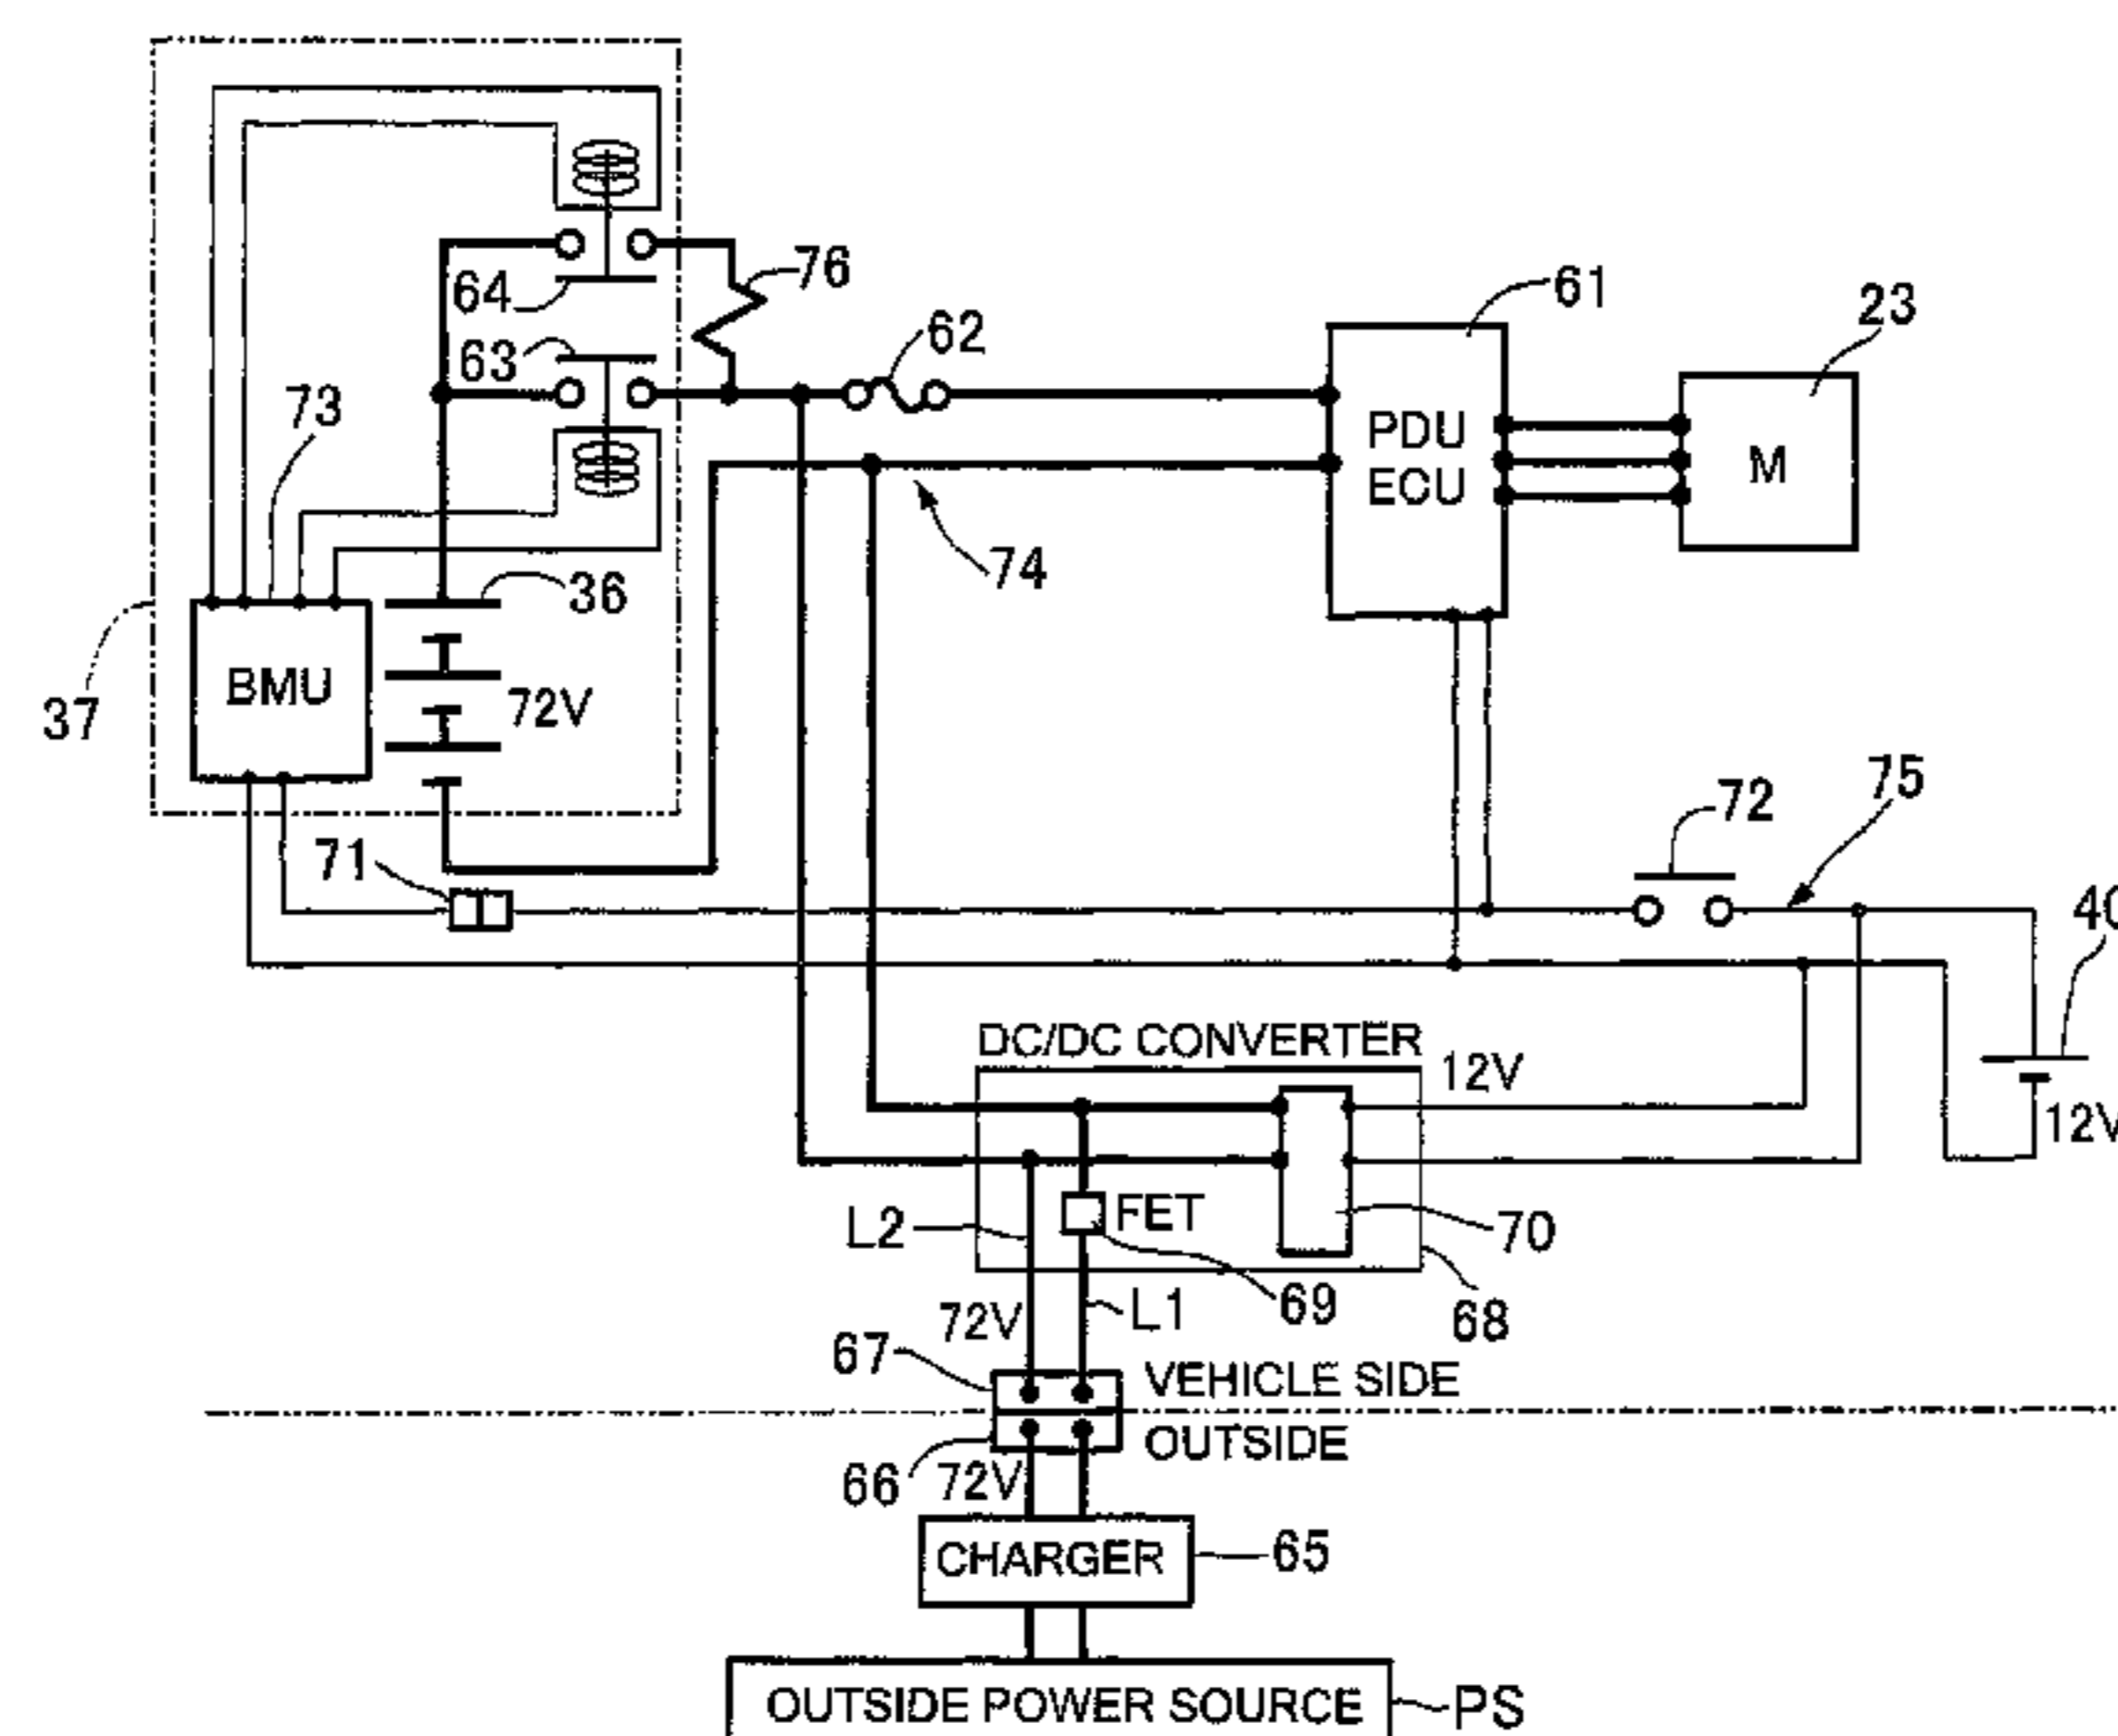 76
61
23
64
62
63
73
PDU
ECU
M
74
36
BMU
72V
37
75
72
71
40
DC/DC CONVERTER
12V
12V
L2
FET
70
69
L1
72V
68
67
VEHICLE SIDE
OUTSIDE
66
72V
CHARGER
65
OUTSIDE POWER SOURCE
PS